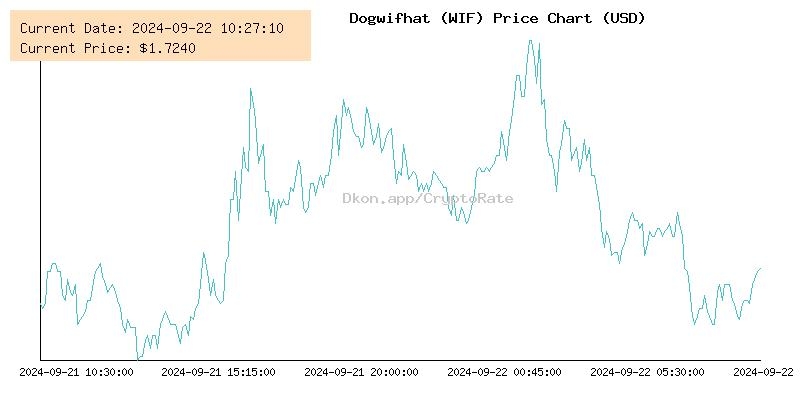 Dogwifhat (WIF) Price Chart (USD)
Current Date: 2024-09-22 10:27:10
Current Price: $1.7240
Dkon.app/CryptoRate
2024-09-21 10:30:00 2024-09-21 15:15:00 2024-09-21 20:00:00 2024-09-22 00:45:00 2024-09-22 05:30:00 2024-09-22